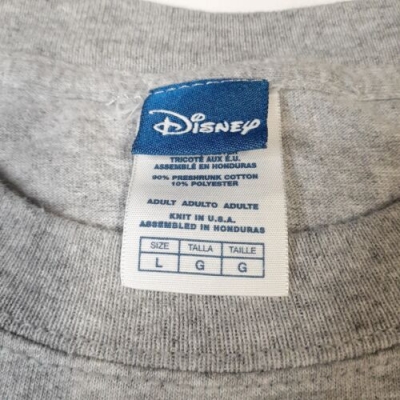 Disney
TRICOTÉ AUX É.U.
ASSEMBLÉ EN HONDURAS
90% PRESHRUNK COTTON
10% POLYESTER
ADULT ADULTO ADULTE
KNIT IN U.S.A.
ASSEMBLED IN HONDURAS
SIZE TALLA TAILLE
L G G